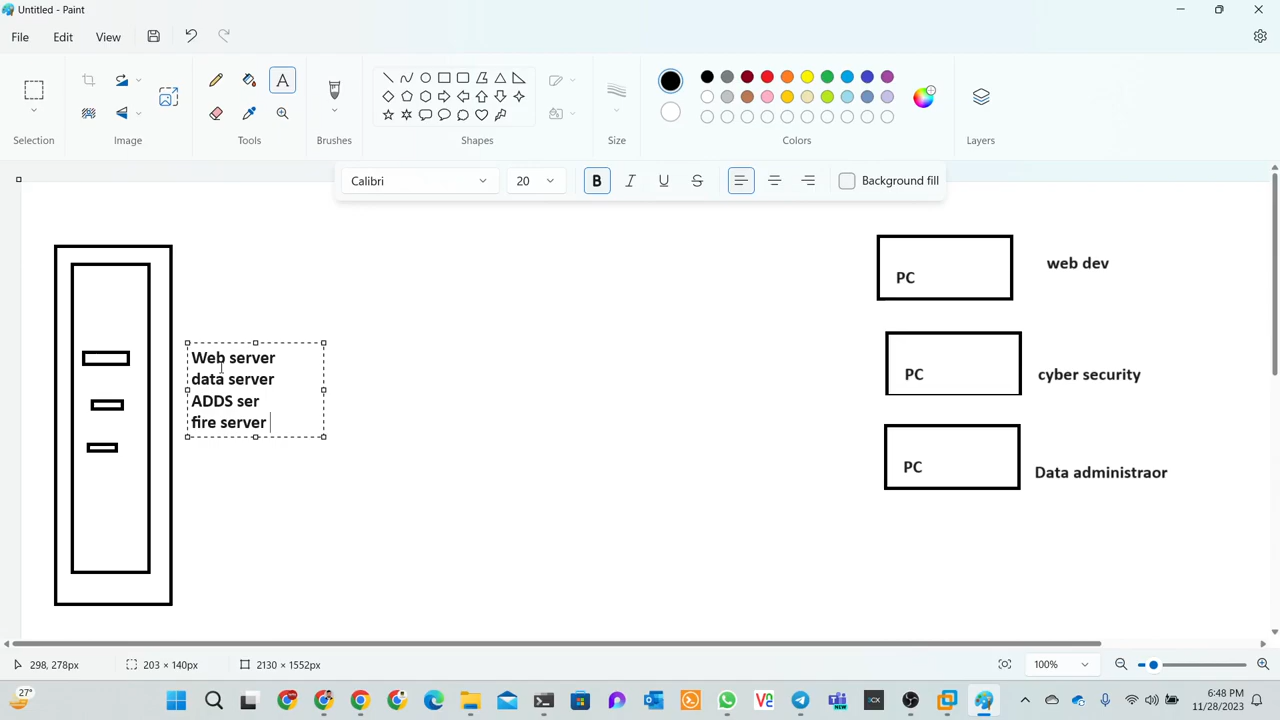 Untitled - Paint
File
Edit
View
Selection
Image
Tools
Brushes
Shapes
Size
Colors
Layers
Calibri
20
B
I
U
Background fill
web dev
PC
Web server
data server
ADDS ser
fire server
PC
cyber security
PC
Data administraor
298, 278px
203 × 140px
2130 × 1552px
100%
27°
6:48 PM
11/28/2023